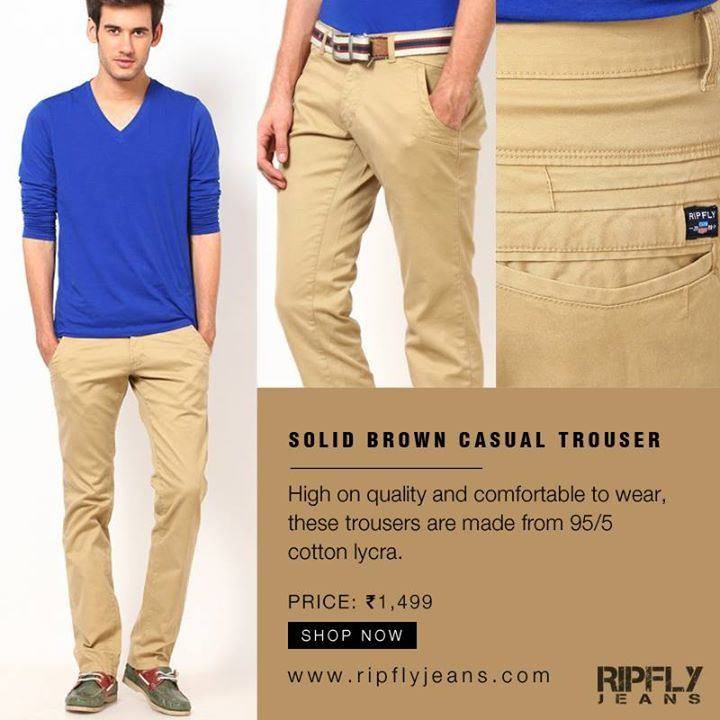 RIPFLY
SOLID BROWN CASUAL TROUSER
High on quality and comfortable to wear,
these trousers are made from 95/5
cotton lycra.
PRICE: ₹1,499
SHOP NOW
www.ripflyjeans.com
RIPFLY
JEANS